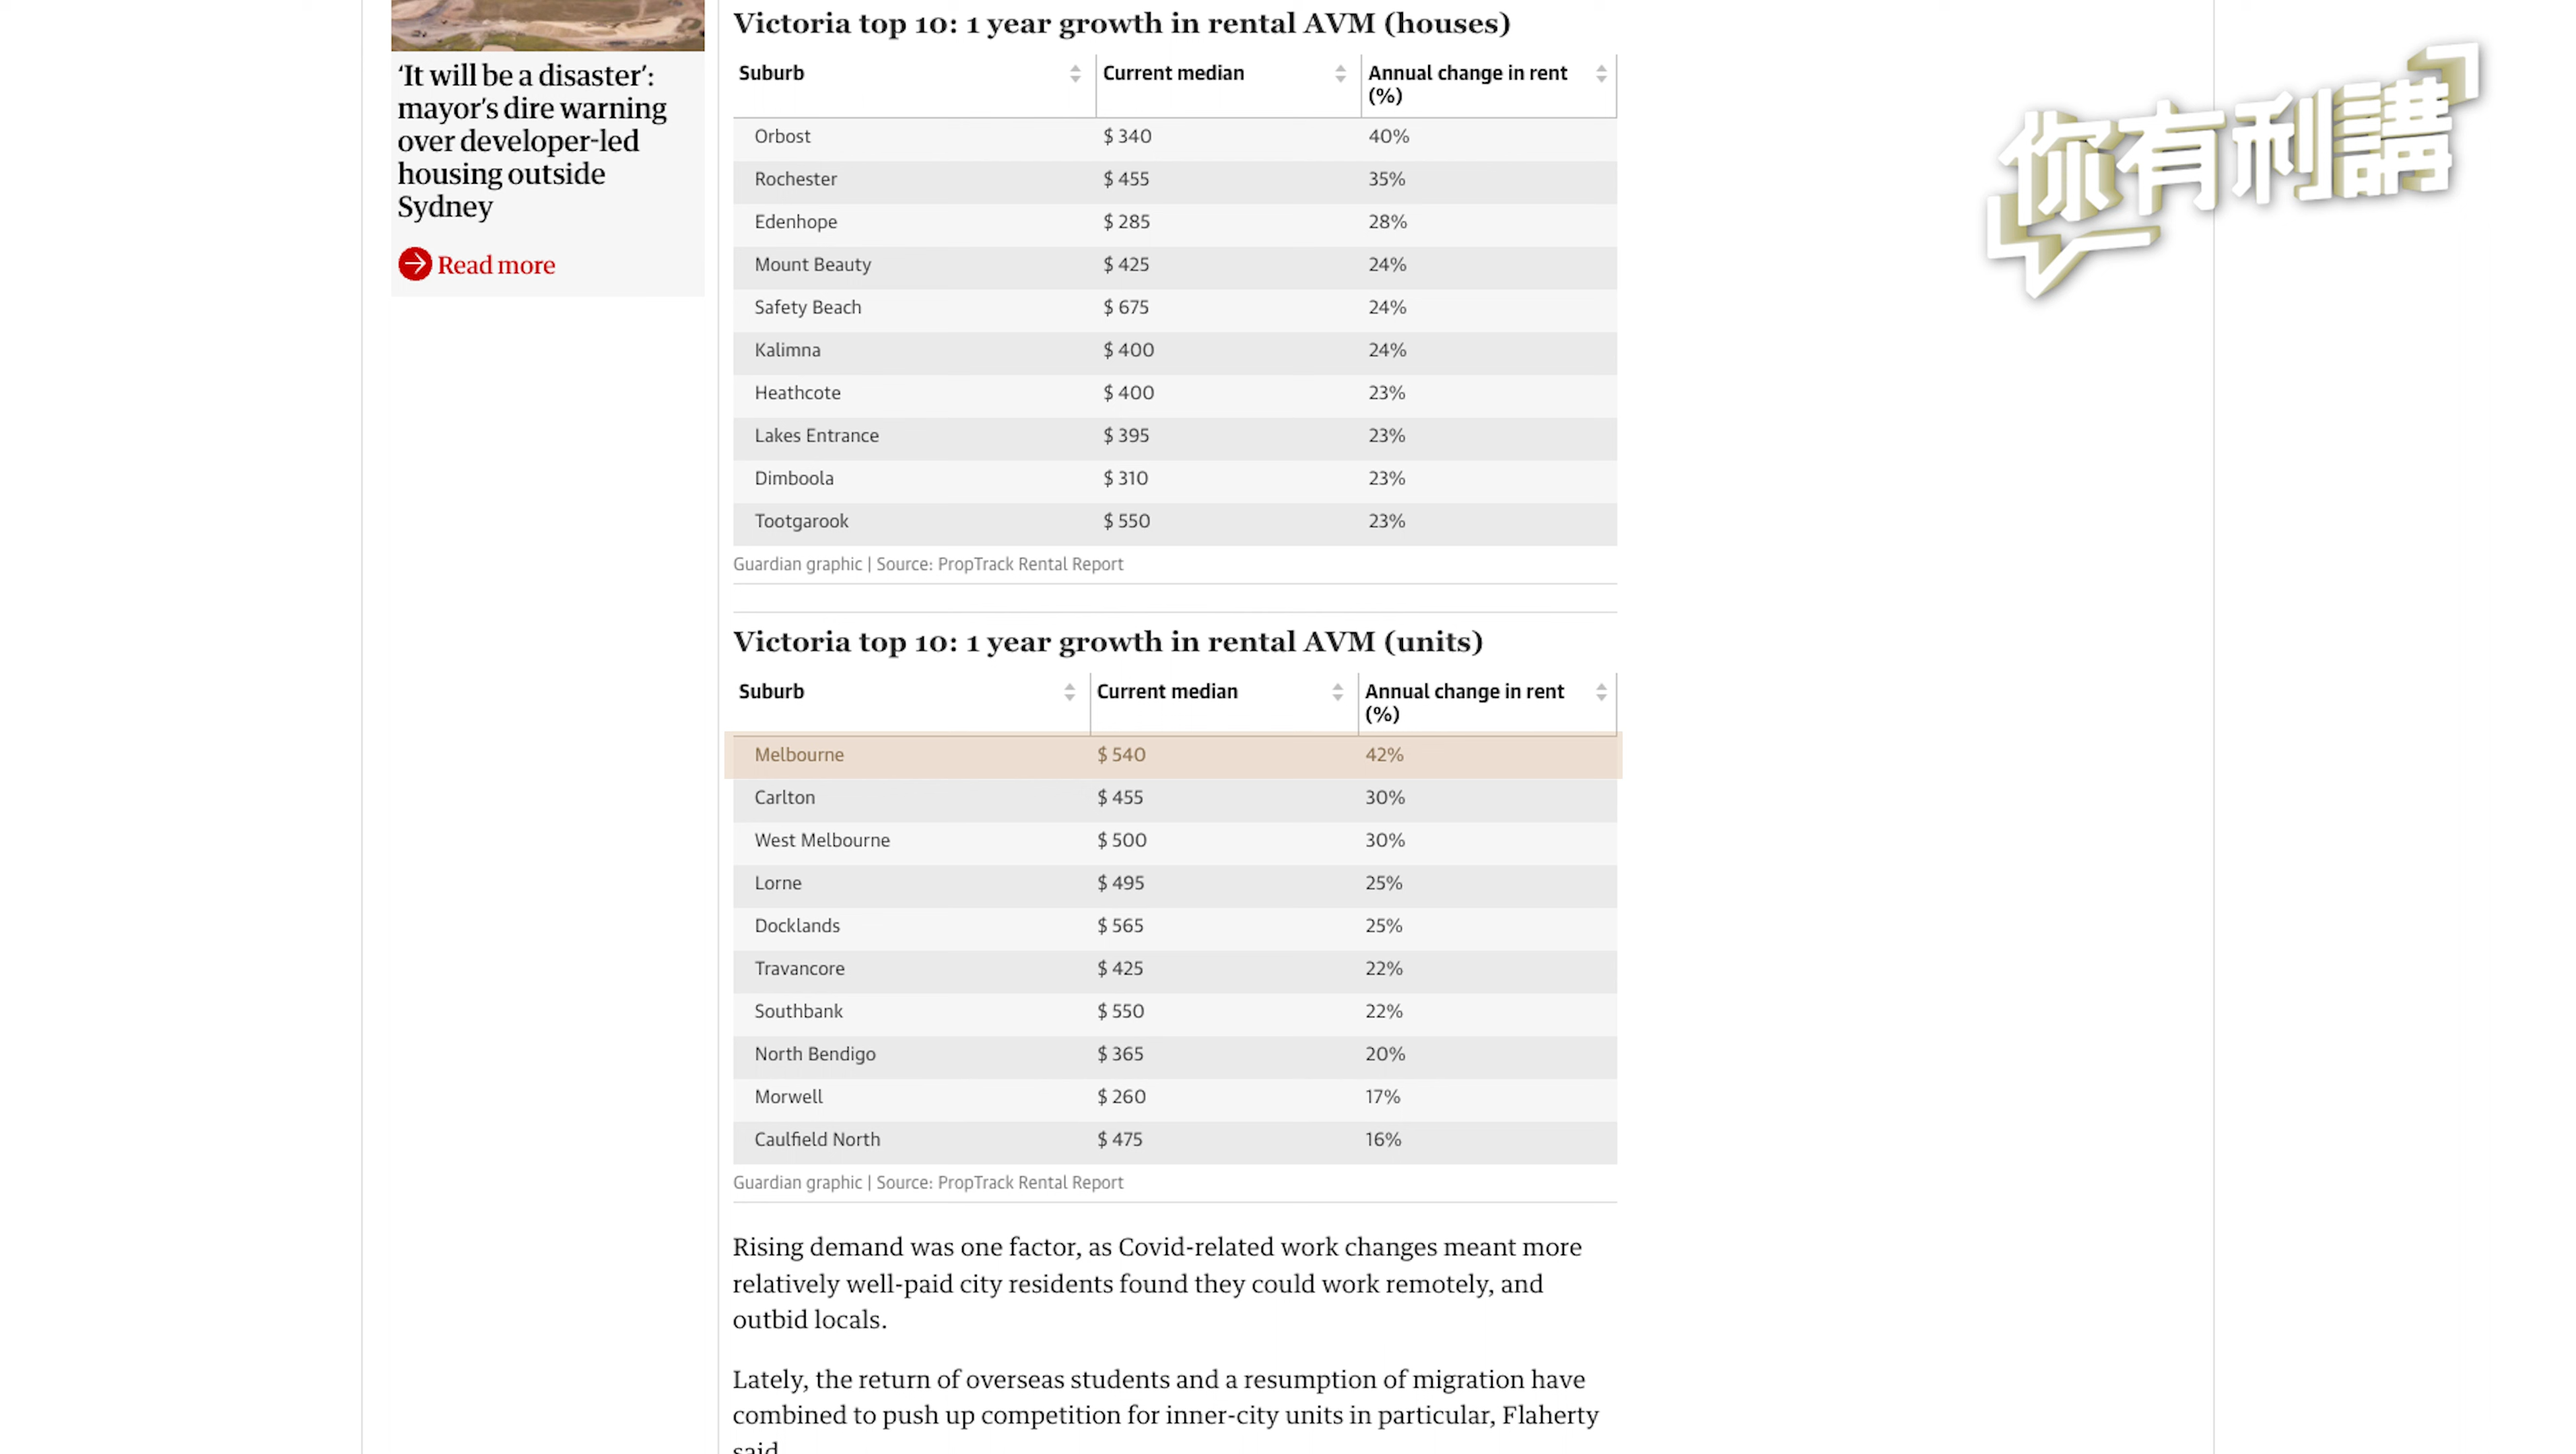 'It will be a disaster':
mayor's dire warning
over developer-led
housing outside
Sydney
Read more
Victoria top 10: 1 year growth in rental AVM (houses)
Suburb Current median Annual change in rent (%)
Orbost $ 340 40%
Rochester $ 455 35%
Edenhope $ 285 28%
Mount Beauty $ 425 24%
Safety Beach $ 675 24%
Kalimna $ 400 24%
Heathcote $ 400 23%
Lakes Entrance $ 395 23%
Dimboola $ 310 23%
Tootgarook $ 550 23%
Guardian graphic | Source: PropTrack Rental Report
Victoria top 10: 1 year growth in rental AVM (units)
Suburb Current median Annual change in rent (%)
Melbourne $ 540 42%
Carlton $ 455 30%
West Melbourne $ 500 30%
Lorne $ 495 25%
Docklands $ 565 25%
Travancore $ 425 22%
Southbank $ 550 22%
North Bendigo $ 365 20%
Morwell $ 260 17%
Caulfield North $ 475 16%
Guardian graphic | Source: PropTrack Rental Report
Rising demand was one factor, as Covid-related work changes meant more
relatively well-paid city residents found they could work remotely, and
outbid locals.
Lately, the return of overseas students and a resumption of migration have
combined to push up competition for inner-city units in particular, Flaherty
said
你有利講